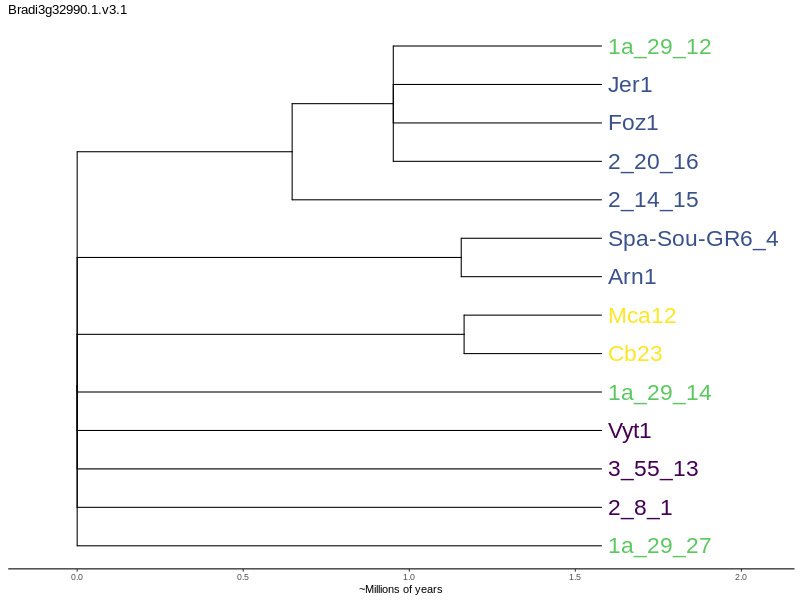 Bradi3g32990.1.v3.1
1a_29_12
Jer1
Foz1
2_20_16
2_14_15
Spa-Sou-GR6_4
Arn1
Mca12
Cb23
1a_29_14
Vyt1
3_55_13
2_8_1
1a_29_27
0.0 0.5 1.0 1.5 2.0
~Millions of years